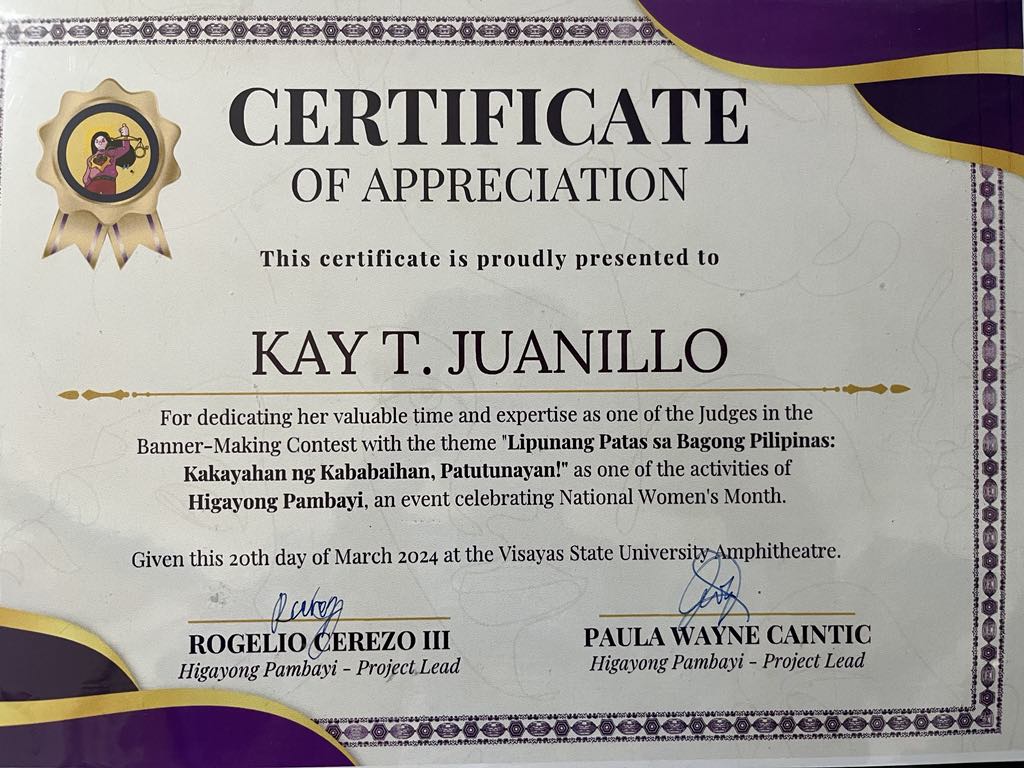 CERTIFICATE
OF APPRECIATION
This certificate is proudly presented to
KAY T. JUANILLO
For dedicating her valuable time and expertise as one of the Judges in the
Banner-Making Contest with the theme "Lipunang Patas sa Bagong Pilipinas:
Kakayahan ng Kababaihan, Patutunayan!" as one of the activities of
Higayong Pambayi, an event celebrating National Women's Month.
Given this 20th day of March 2024 at the Visayas State University Amphitheatre.
ROGELIO CEREZO III
Higayong Pambayi - Project Lead
PAULA WAYNE CAINTIC
Higayong Pambayi - Project Lead